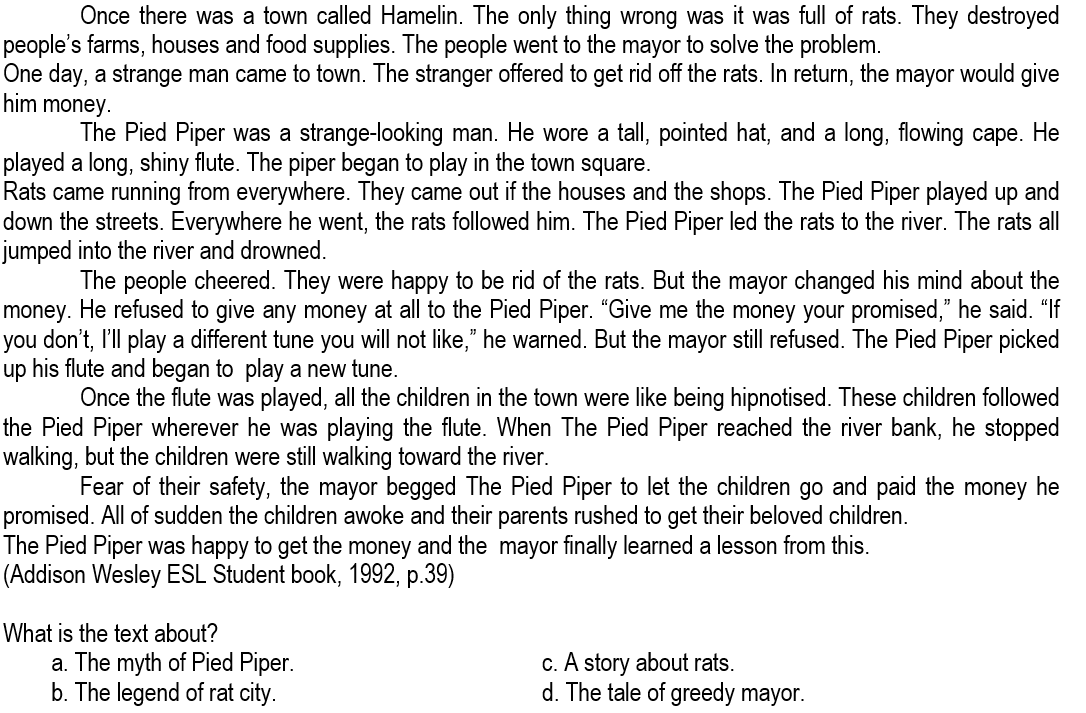 Once there was a town called Hamelin. The only thing wrong was it was full of rats. They destroyed
people's farms, houses and food supplies. The people went to the mayor to solve the problem.
One day, a strange man came to town. The stranger offered to get rid off the rats. In return, the mayor would give
him money.
The Pied Piper was a strange-looking man. He wore a tall, pointed hat, and a long, flowing cape. He
played a long, shiny flute. The piper began to play in the town square.
Rats came running from everywhere. They came out if the houses and the shops. The Pied Piper played up and
down the streets. Everywhere he went, the rats followed him. The Pied Piper led the rats to the river. The rats all
jumped into the river and drowned.
The people cheered. They were happy to be rid of the rats. But the mayor changed his mind about the
money. He refused to give any money at all to the Pied Piper. “Give me the money your promised,” he said. “If
you don't, I'll play a different tune you will not like,” he warned. But the mayor still refused. The Pied Piper picked
up his flute and began to  play a new tune.
Once the flute was played, all the children in the town were like being hipnotised. These children followed
the Pied Piper wherever he was playing the flute. When The Pied Piper reached the river bank, he stopped
walking, but the children were still walking toward the river.
Fear of their safety, the mayor begged The Pied Piper to let the children go and paid the money he
promised. All of sudden the children awoke and their parents rushed to get their beloved children.
The Pied Piper was happy to get the money and the  mayor finally learned a lesson from this.
(Addison Wesley ESL Student book, 1992, p.39)

What is the text about?
a. The myth of Pied Piper. c. A story about rats.
b. The legend of rat city. d. The tale of greedy mayor.